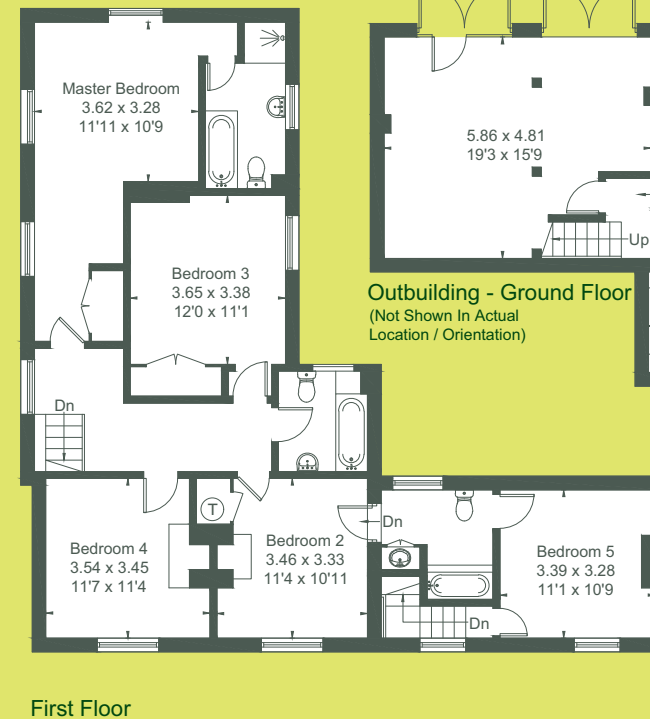 Master Bedroom
3.62 x 3.28
11'11 x 10'9
5.86 x 4.81
19'3 x 15'9
Up
Bedroom 3
3.65 x 3.38
12'0 x 11'1
Outbuilding - Ground Floor
(Not Shown In Actual
Location / Orientation)
Dn
T
Dn
Bedroom 4
3.54 x 3.45
11'7 x 11'4
Bedroom 2
3.46 x 3.33
11'4 x 10'11
Bedroom 5
3.39 x 3.28
11'1 x 10'9
Dn
First Floor